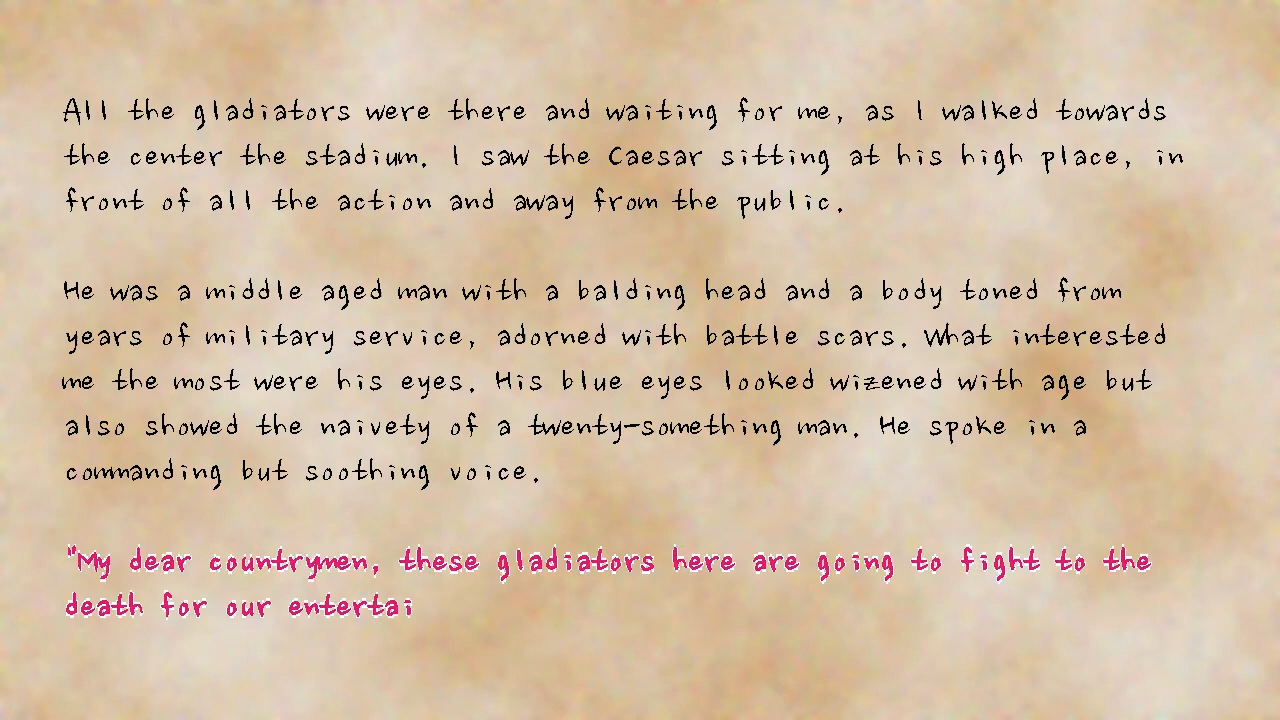 All the gladiators were there and waiting for me, as I walked towards
the center the stadium. I saw the Caesar sitting at his high place, in
front of all the action and away from the public.
He was a middle aged man with a balding head and a body toned from
years of military service, adorned with battle scars. What interested
me the most were his eyes. His blue eyes looked wizened with age but
also showed the naivety of a twenty-something man. He spoke in a
commanding but soothing voice.
"My dear countrymen, these gladiators here are going to fight to the
death for our entertai